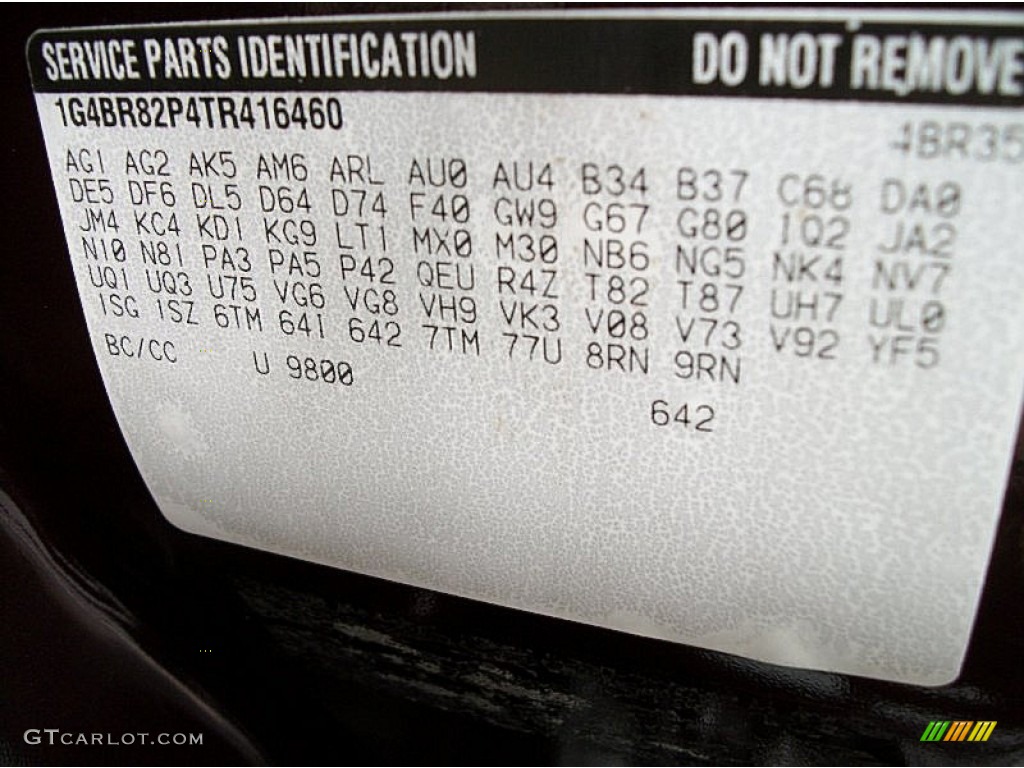 SERVICE PARTS IDENTIFICATION DO NOT REMOVE
1G4BR82P4TR416460 4BR35
AG1 AG2 AK5 AM6 ARL AU0 AU4 B34 B37 C68 DA0
DE5 DF6 DL5 D64 D74 F40 GW9 G67 G80 1Q2 JA2
JM4 KC4 KD1 KG9 LT1 MX0 M30 NB6 NG5 NK4 NV7
N10 N81 PA3 PA5 P42 QEU R4Z T82 T87 UH7 UL0
UQ1 UQ3 U75 VG6 VG8 VH9 VK3 V08 V73 V92 YF5
1SG 1SZ 6TM 641 642 7TM 77U 8RN 9RN
BC/CC U 9800
642
GTCARLOT.COM